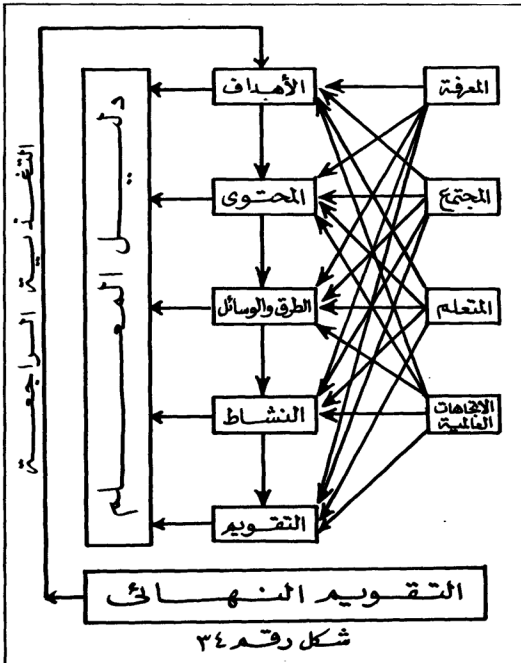 المعرفة
المجتمع
المتعلم
الاتجاهات
العالمية
الأهداف
المحتوى
الطرق والوسائل
النشاط
التقويم
دليل المعلم
التغذية الراجعة
التقويم النهائى
شكل رقم ٣٤